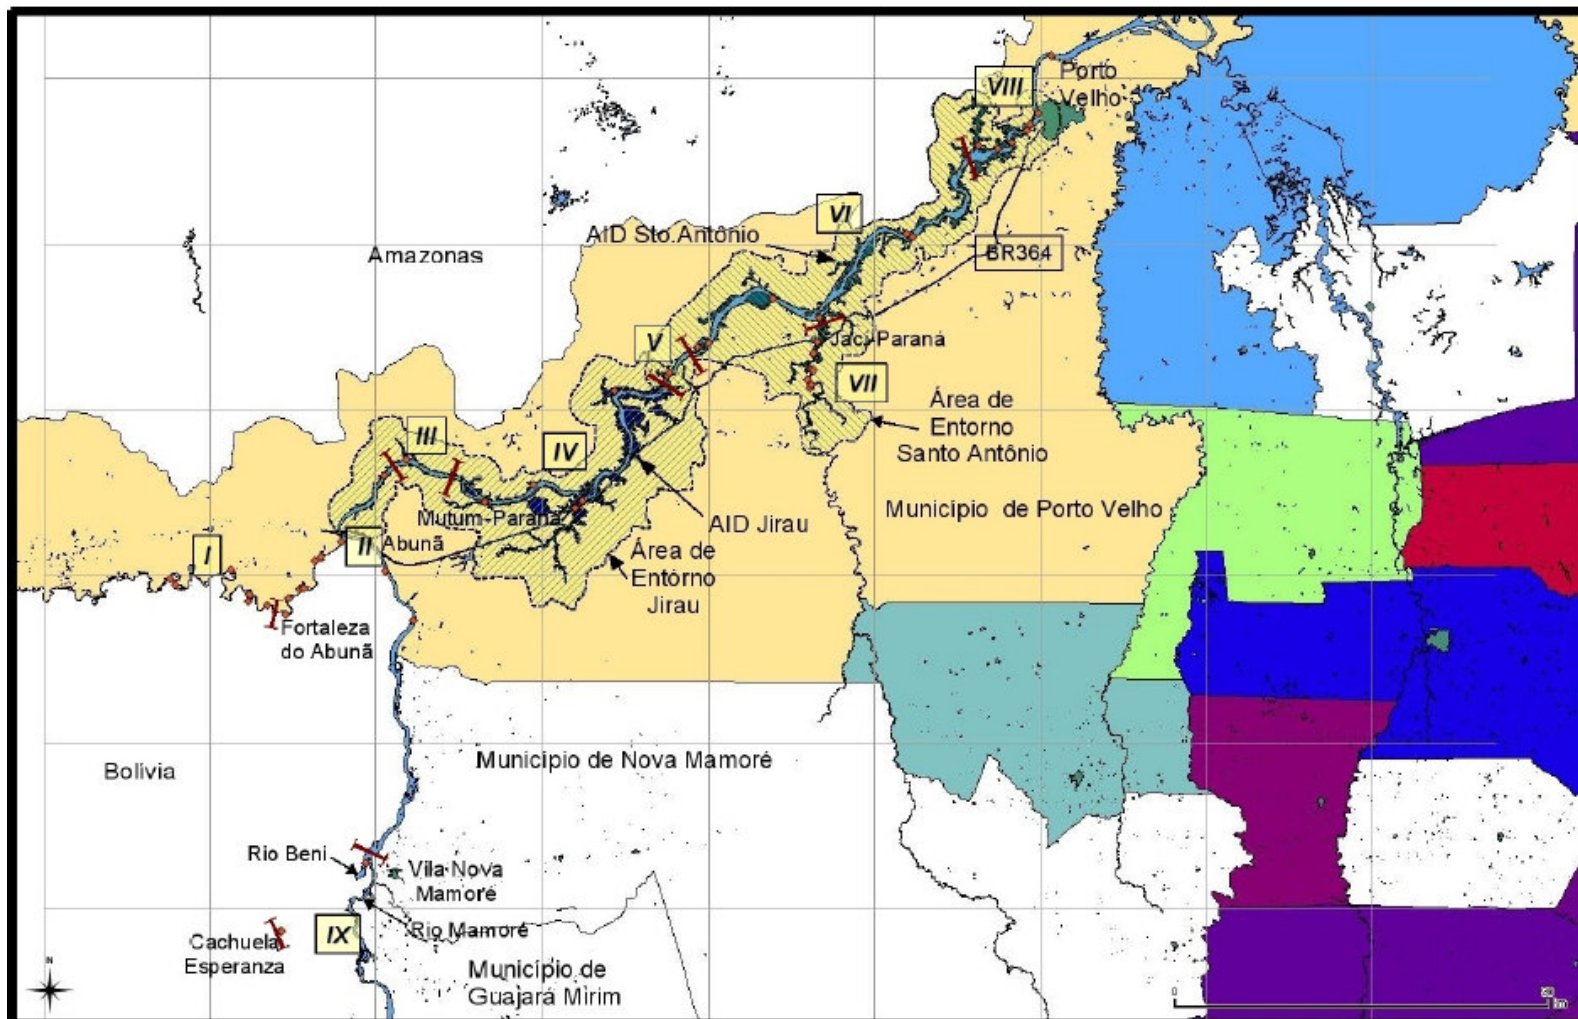 VIII
Porto
Velho
VI
AID Sto.Antônio
BR364
Amazonas
V
Jaci-Paraná
VII
Área de
Entorno
Santo Antônio
III
IV
Município de Porto Velho
Mutum-Paraná
AID Jirau
I
II
Abunã
Área de
Entorno
Jirau
Fortaleza
do Abunã
Município de Nova Mamoré
Bolívia
Rio Beni
Vila Nova
Mamoré
IX
Rio Mamoré
Cachuela
Esperanza
Município de
Guajará Mirim
N
0